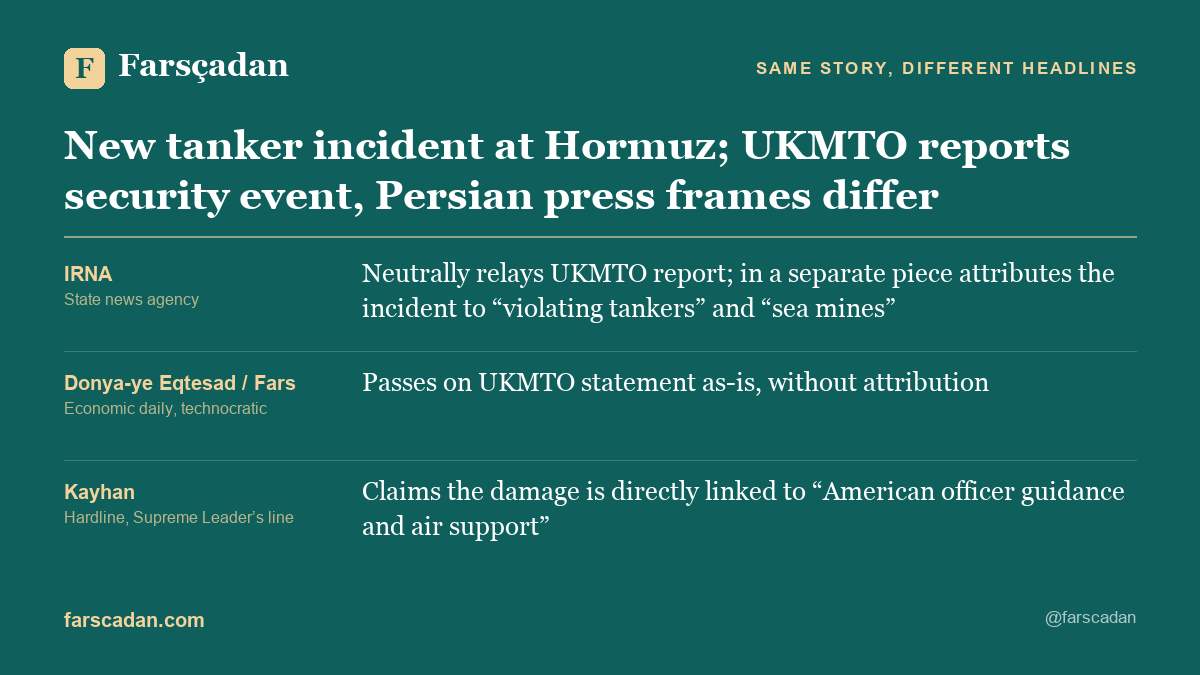 F Farsçadan
SAME STORY, DIFFERENT HEADLINES
New tanker incident at Hormuz; UKMTO reports
security event, Persian press frames differ
IRNA
State news agency
Neutrally relays UKMTO report; in a separate piece attributes the
incident to “violating tankers” and “sea mines”
Donya-ye Eqtesad / Fars
Economic daily, technocratic
Passes on UKMTO statement as-is, without attribution
Kayhan
Hardline, Supreme Leader’s line
Claims the damage is directly linked to “American officer guidance
and air support”
farscadan.com
@farscadan